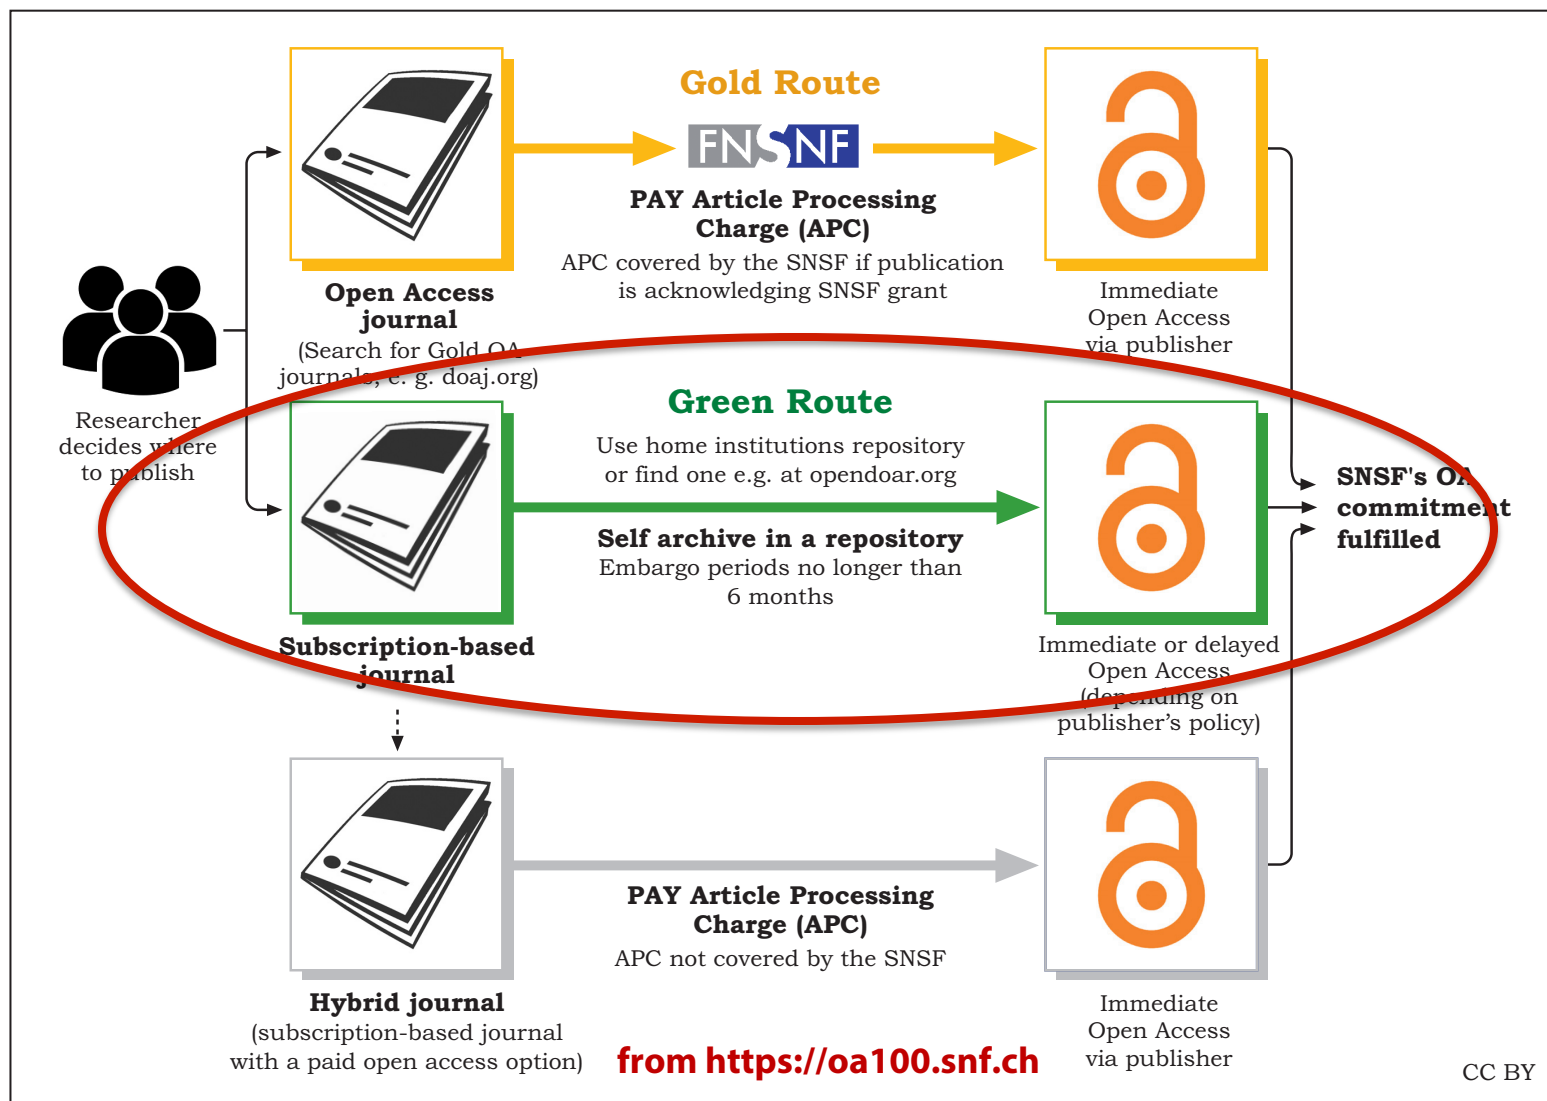 Gold Route
FNSNF
PAY Article Processing
Charge (APC)
APC covered by the SNSF if publication
is acknowledging SNSF grant
Open Access
journal
(Search for Gold OA
journals, e. g. doaj.org)
Immediate
Open Access
via publisher
Researcher
decides where
to publish
Green Route
Use home institutions repository
or find one e.g. at opendoar.org
Self archive in a repository
Embargo periods no longer than
6 months
Subscription-based
journal
Immediate or delayed
Open Access
(depending on
publisher’s policy)
SNSF's OA
commitment
fulfilled
PAY Article Processing
Charge (APC)
APC not covered by the SNSF
Hybrid journal
(subscription-based journal
with a paid open access option)
Immediate
Open Access
via publisher
from https://oa100.snf.ch
CC BY